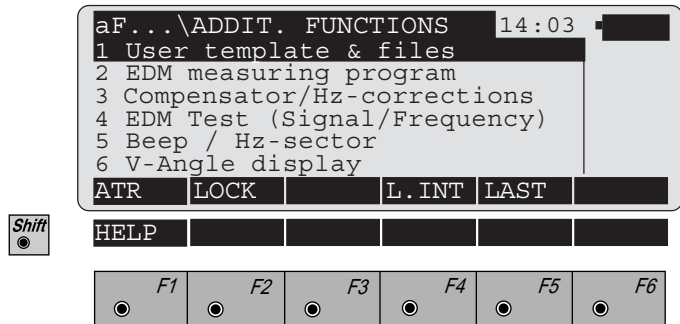 aF...\ADDIT. FUNCTIONS 14:03
1 User template & files
2 EDM measuring program
3 Compensator/Hz-corrections
4 EDM Test (Signal/Frequency)
5 Beep / Hz-sector
6 V-Angle display
ATR LOCK L.INT LAST
Shift HELP
F1 F2 F3 F4 F5 F6